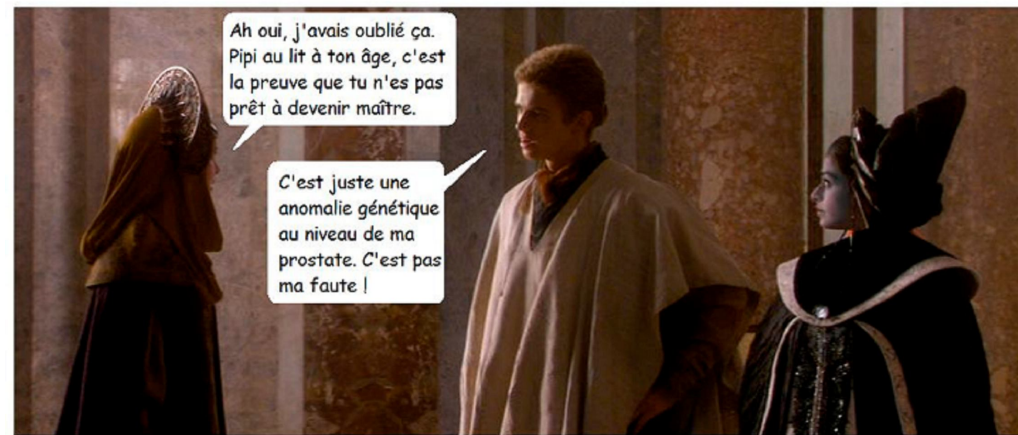 Ah oui, j'avais oublié ça.
Pipi au lit à ton âge, c'est
la preuve que tu n'es pas
prêt à devenir maître.
C'est juste une
anomalie génétique
au niveau de ma
prostate. C'est pas
ma faute !